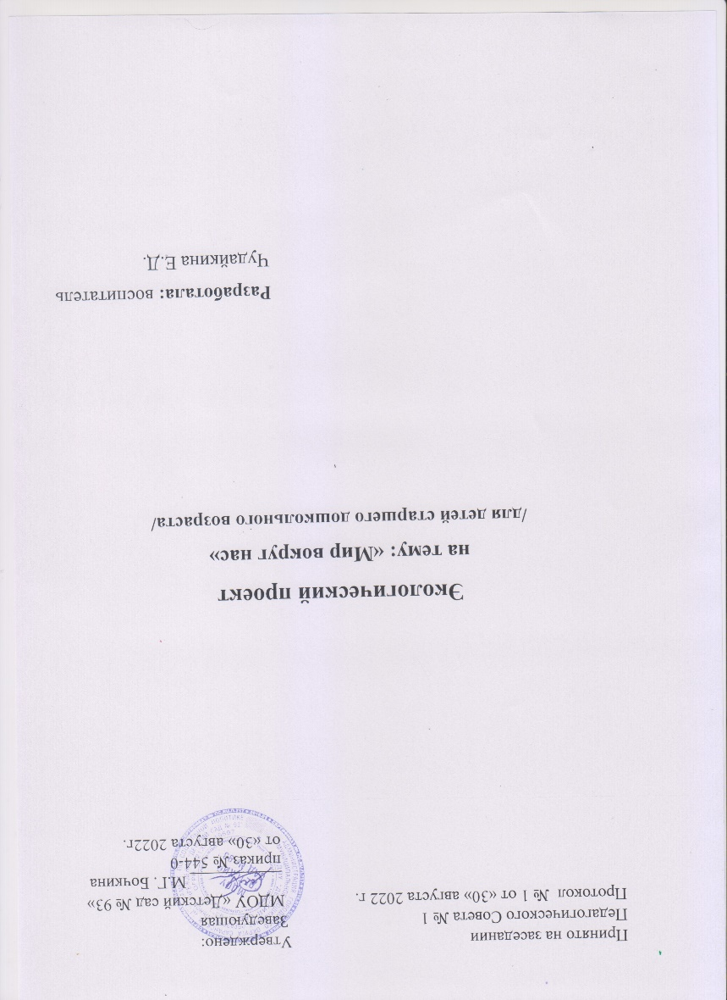 Принято на заседании
Педагогического Совета № 1
Протокол № 1 от «30» августа 2022 г.
Утверждено:
Заведующая
МДОУ «Детский сад № 93»
М.Г. Бочкина
приказ № 544-0
от «30» августа 2022г.
Экологический проект
на тему: «Мир вокруг нас»
/для детей старшего дошкольного возраста/
Разработала: воспитатель
Чудайкина Е.Д.